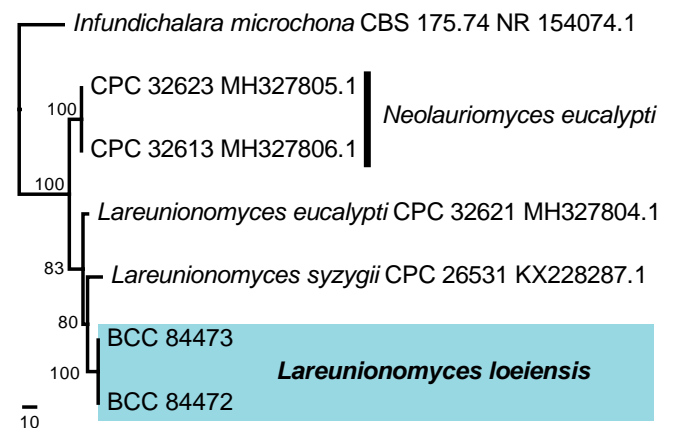 Infundichalara microchona CBS 175.74 NR 154074.1
CPC 32623 MH327805.1
100
Neolauriomyces eucalypti
CPC 32613 MH327806.1
100
Lareunionomyces eucalypti CPC 32621 MH327804.1
83
Lareunionomyces syzygii CPC 26531 KX228287.1
80
BCC 84473
100
Lareunionomyces loeiensis
BCC 84472
10